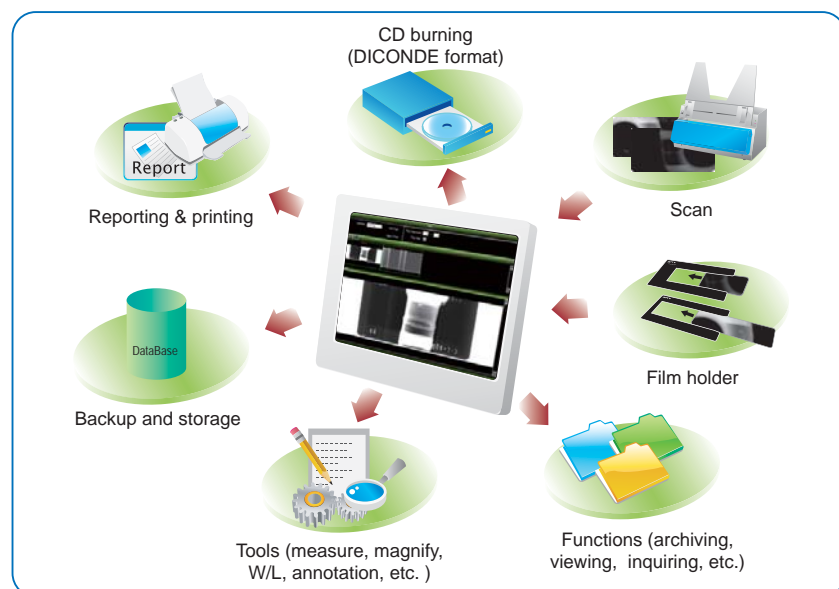 CD burning
(DICONDE format)
Report
Reporting & printing
Scan
DataBase
Backup and storage
Film holder
Tools (measure, magnify,
W/L, annotation, etc. )
Functions (archiving,
viewing, inquiring, etc.)